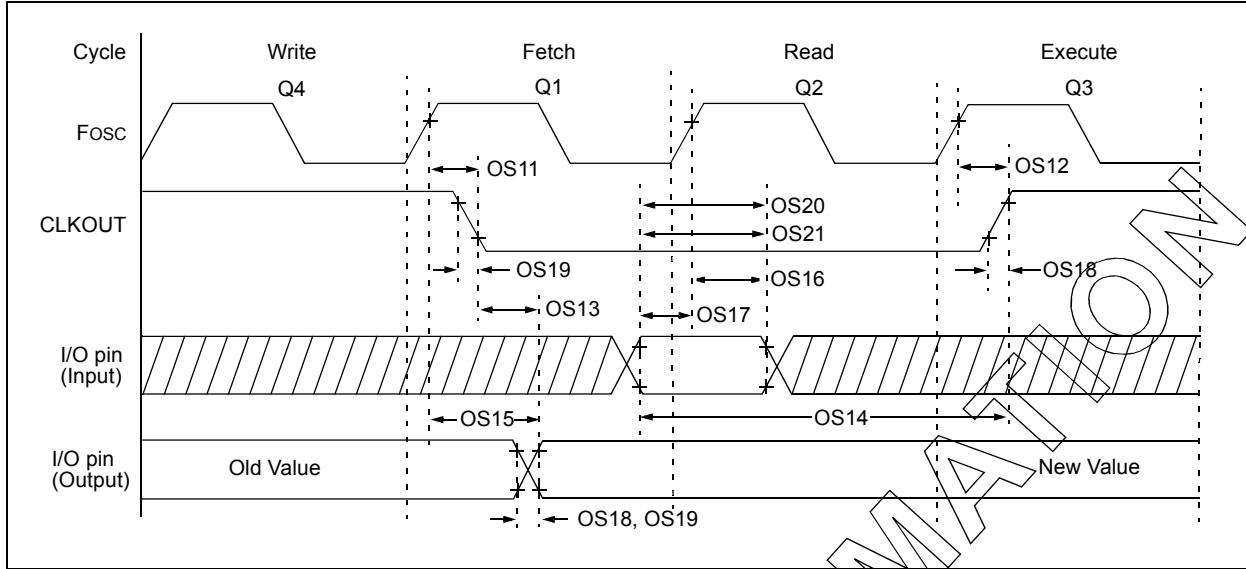 Cycle Write Fetch Read Execute
Q4 Q1 Q2 Q3
FOSC
OS11 OS12
OS20
CLKOUT
OS21
OS19 OS16 OS18
OS13 OS17
I/O pin
(Input)
OS15 OS14
I/O pin
(Output)
Old Value New Value
OS18, OS19
MATION